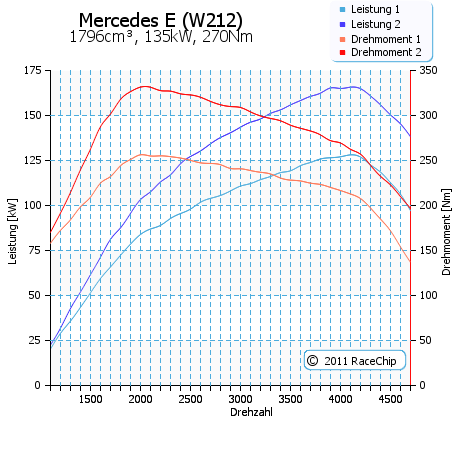 Mercedes E (W212)
1796cm³, 135kW, 270Nm
Leistung 1
Leistung 2
Drehmoment 1
Drehmoment 2
175
150
125
100
75
50
25
0
Leistung [kW]
350
300
250
200
150
100
50
0
Drehmoment [Nm]
1500
2000
2500
3000
3500
4000
4500
Drehzahl
© 2011 RaceChip